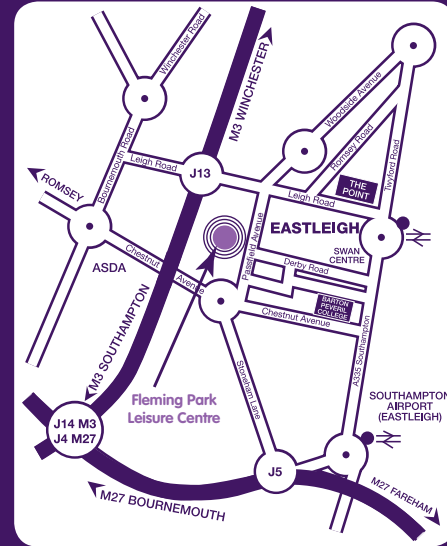 Winchester Road
M3 WINCHESTER
Woodside Avenue
Romsey Road
Twyford Road
Bournemouth Road
Leigh Road
J13
ROMSEY
Leigh Road
THE
POINT
EASTLEIGH
SWAN
CENTRE
Passfield Avenue
Derby Road
ASDA
Chestnut Avenue
BARTON
PEVERIL
COLLEGE
Chestnut Avenue
M3 SOUTHAMPTON
A335 Southampton
Fleming Park
Leisure Centre
Stoneham Lane
SOUTHAMPTON
AIRPORT
(EASTLEIGH)
J14 M3
J4 M27
J5
M27 BOURNEMOUTH
M27 FAREHAM